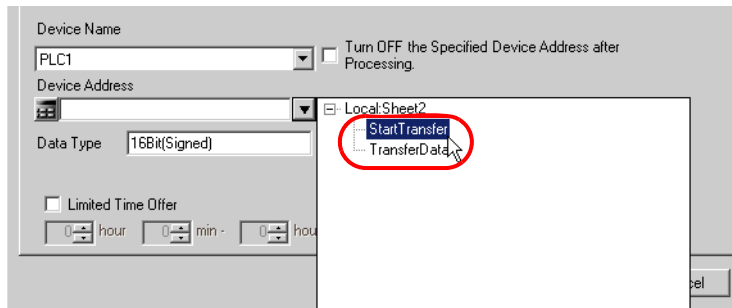 Device Name
PLC1
Turn OFF the Specified Device Address after
Processing.
Device Address
Local:Sheet2
StartTransfer
TransferData
Data Type 16Bit(Signed)
Limited Time Offer
0 hour 0 min - 0 hou
cel